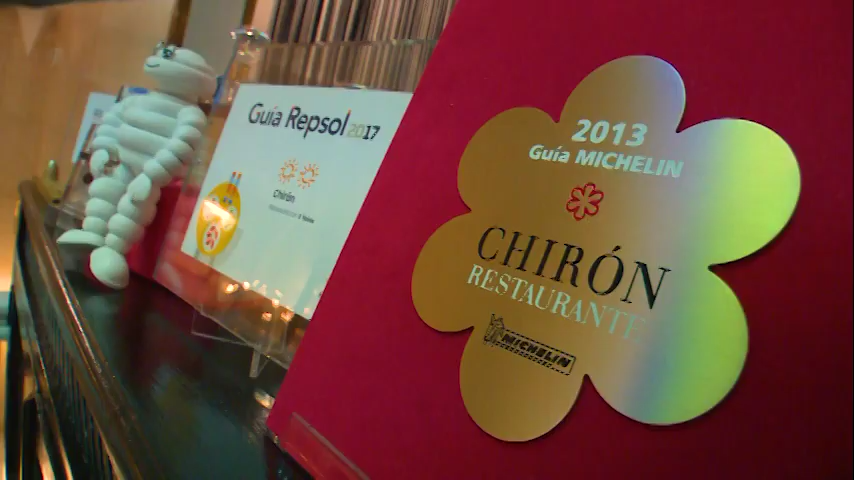 Guía Repsol 2017
Chirón
2013
Guía MICHELIN
CHIRÓN
RESTAURANTE
MICHELIN